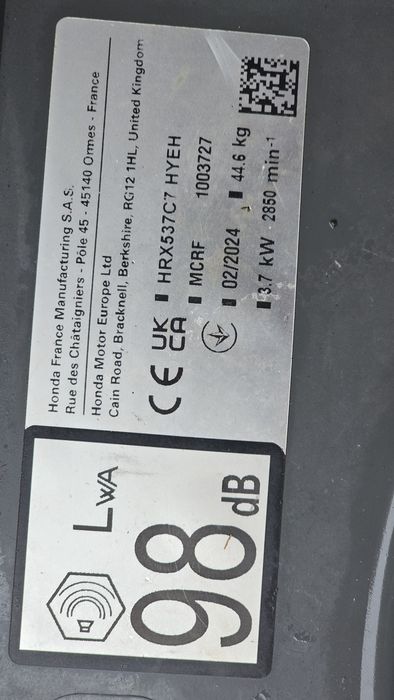 Honda France Manufacturing S.A.S.
Rue des Châtaigniers - Pôle 45 - 45140 Ormes - France
Honda Motor Europe Ltd
Cain Road, Bracknell, Berkshire, RG12 1HL, United Kingdom
CE UK CA HRX537C7 HYEH
MCRF 1003727
02/2024 44.6 kg
3.7 kW 2850 min-¹
LWA
98 dB